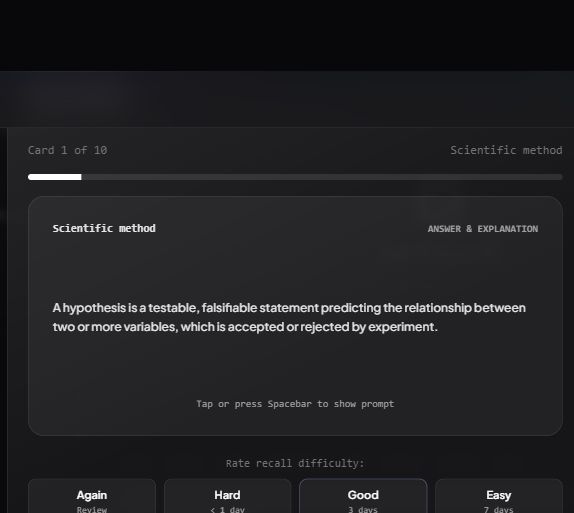 Card 1 of 10
Scientific method
Scientific method
ANSWER & EXPLANATION
A hypothesis is a testable, falsifiable statement predicting the relationship between
two or more variables, which is accepted or rejected by experiment.
Tap or press Spacebar to show prompt
Rate recall difficulty:
Again
Hard
Good
Easy
Review
< 1 day
3 days
7 days